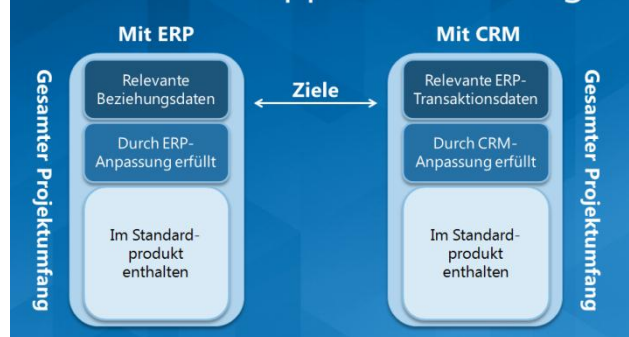 Mit ERP
Mit CRM
Gesamter Projektumfang
Relevante
Beziehungsdaten
Durch ERP-
Anpassung erfüllt
Im Standard-
produkt
enthalten
Ziele
Relevante ERP-
Transaktionsdaten
Durch CRM-
Anpassung erfüllt
Im Standard-
produkt
enthalten
Gesamter Projektumfang